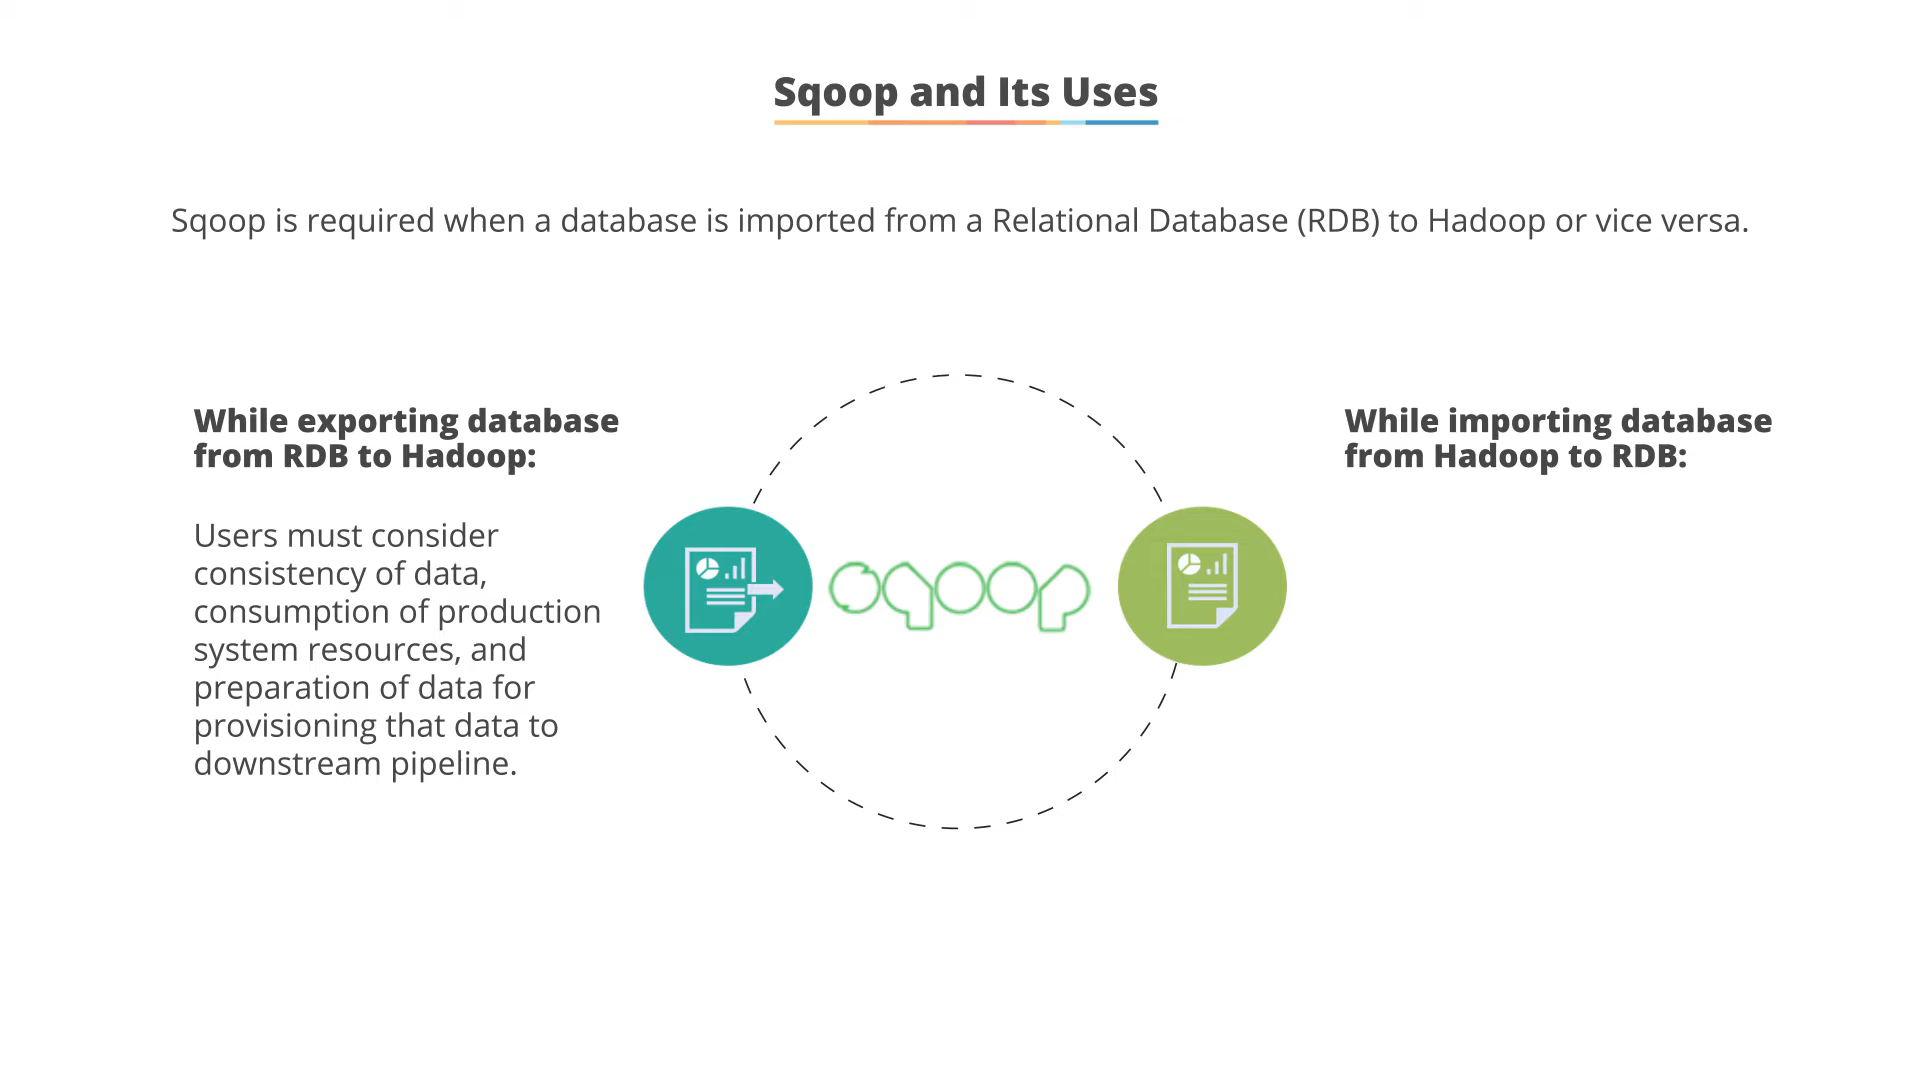 Sqoop and Its Uses
Sqoop is required when a database is imported from a Relational Database (RDB) to Hadoop or vice versa.
While exporting database
from RDB to Hadoop:
Users must consider
consistency of data,
consumption of production
system resources, and
preparation of data for
provisioning that data to
downstream pipeline.
sqoop
While importing database
from Hadoop to RDB: